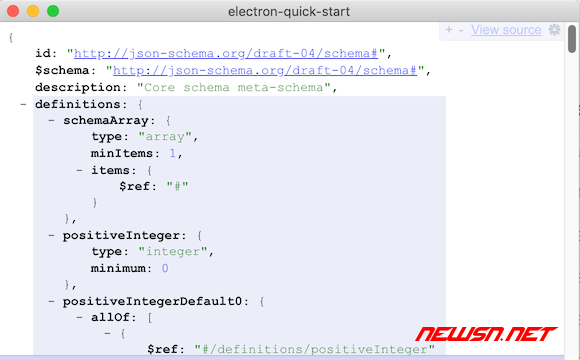 electron-quick-start
+ - View source
{
id: "http://json-schema.org/draft-04/schema#",
$schema: "http://json-schema.org/draft-04/schema#",
description: "Core schema meta-schema",
- definitions: {
- schemaArray: {
type: "array",
minItems: 1,
- items: {
$ref: "#"
}
},
- positiveInteger: {
type: "integer",
minimum: 0
},
- positiveIntegerDefault0: {
- allOf: [
- {
$ref: "#/definitions/positiveInteger"
NEWSN.NET